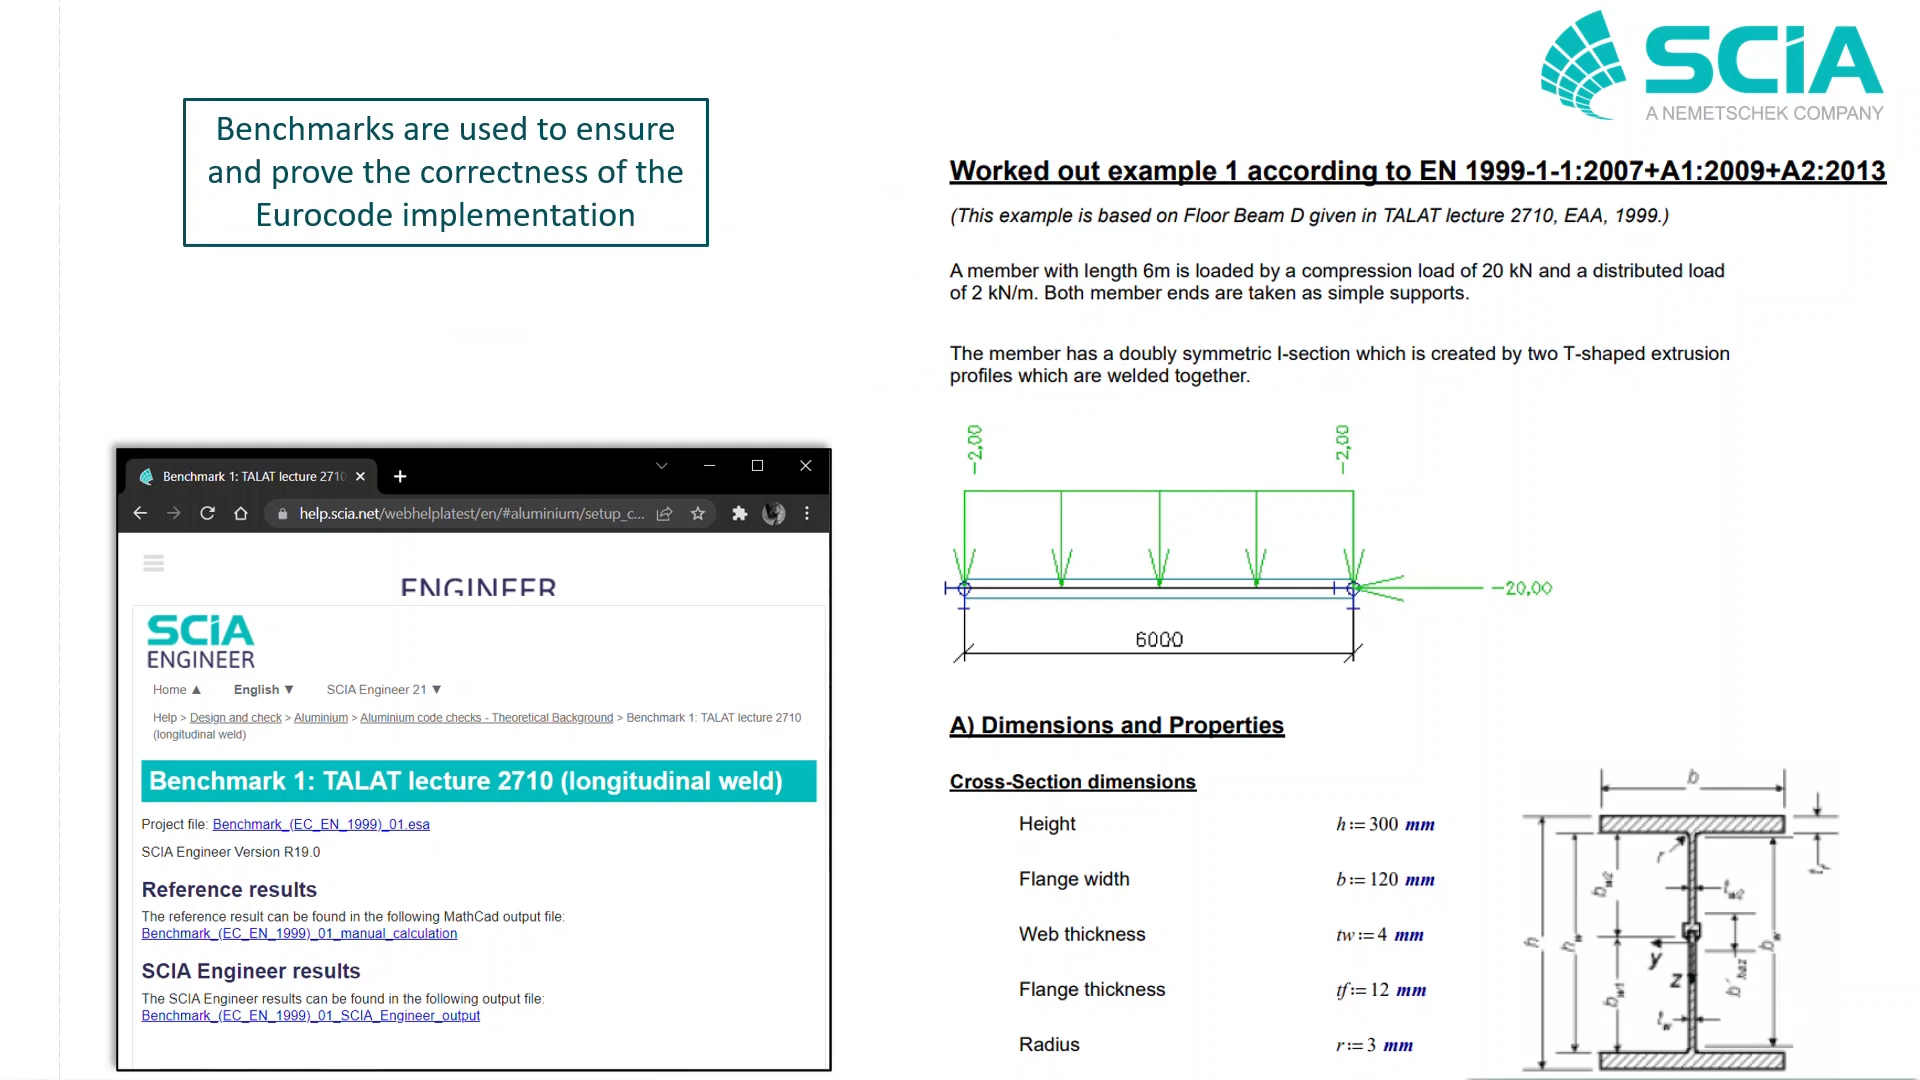 SCiA
A NEMETSCHEK COMPANY
Benchmarks are used to ensure
and prove the correctness of the
Eurocode implementation
Worked out example 1 according to EN 1999-1-1:2007+A1:2009+A2:2013
(This example is based on Floor Beam D given in TALAT lecture 2710, EAA, 1999.)
A member with length 6m is loaded by a compression load of 20 kN and a distributed load
of 2 kN/m. Both member ends are taken as simple supports.
The member has a doubly symmetric I-section which is created by two T-shaped extrusion
profiles which are welded together.
-2,00
-2,00
-20,00
6000
A) Dimensions and Properties
Cross-Section dimensions
Height h:=300 mm
Flange width b:=120 mm
Web thickness tw:=4 mm
Flange thickness tf:=12 mm
Radius r:=3 mm
b
r
tf
bw2
tw2
h
hw
bw
y
z
b'haz
bw1
tw
Benchmark 1: TALAT lecture 2710
help.scia.net/webhelplatest/en/#aluminium/setup_c...
ENGINEER
SCiA
ENGINEER
Home ▲ English ▼ SCIA Engineer 21 ▼
Help > Design and check > Aluminium > Aluminium code checks - Theoretical Background > Benchmark 1: TALAT lecture 2710
(longitudinal weld)
Benchmark 1: TALAT lecture 2710 (longitudinal weld)
Project file: Benchmark_(EC_EN_1999)_01.esa
SCIA Engineer Version R19.0
Reference results
The reference result can be found in the following MathCad output file:
Benchmark_(EC_EN_1999)_01_manual_calculation
SCIA Engineer results
The SCIA Engineer results can be found in the following output file:
Benchmark_(EC_EN_1999)_01_SCIA_Engineer_output